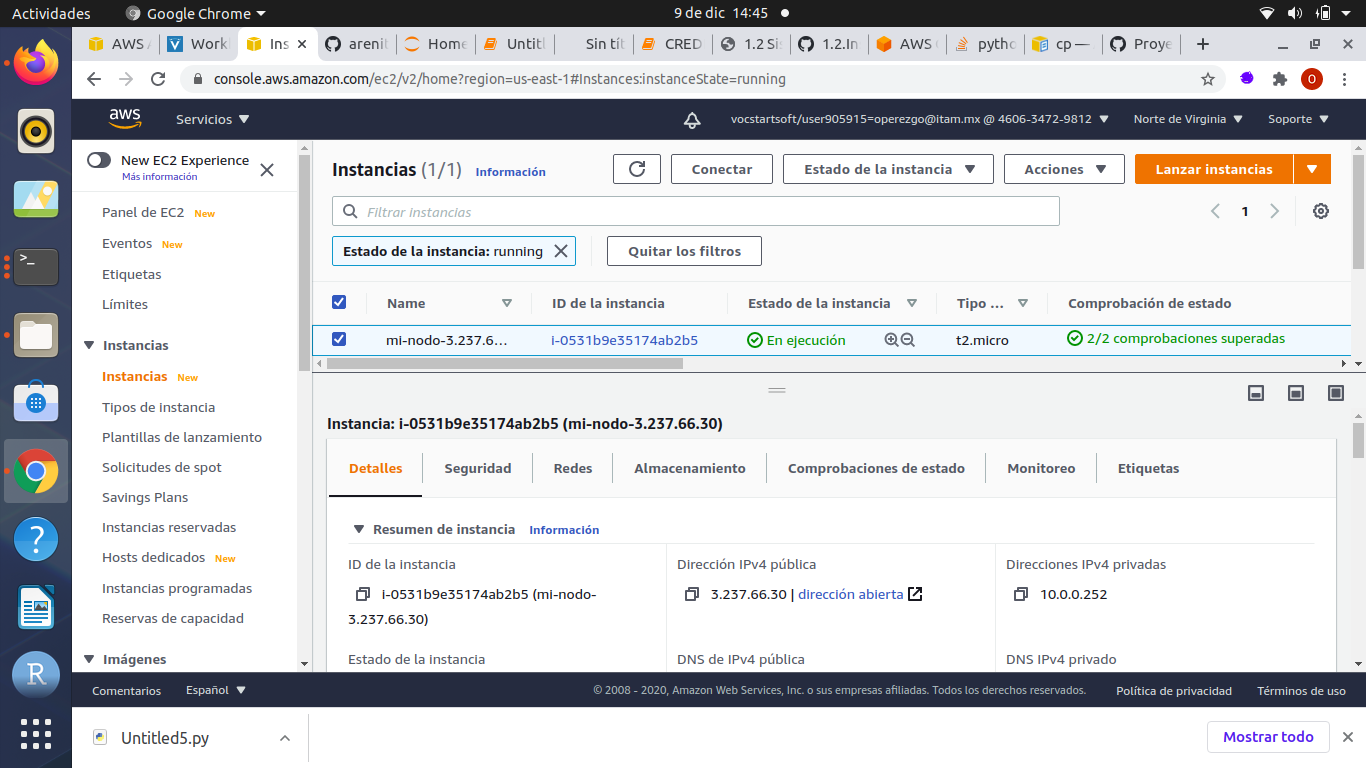 Actividades
Google Chrome
9 de dic 14:45
AWS A
Work
Ins
arenit
Home
Untitl
Sin tít
CRED
1.2 Sis
1.2.In
AWS
pytho
cp —
Proye
console.aws.amazon.com/ec2/v2/home?region=us-east-1#Instances:instanceState=running
O
aws
Servicios
vocstartsoft/user905915=operezgo@itam.mx @ 4606-3472-9812
Norte de Virginia
Soporte
New EC2 Experience
Más información
Panel de EC2 New
Eventos New
Etiquetas
Límites
Instancias
Instancias New
Tipos de instancia
Plantillas de lanzamiento
Solicitudes de spot
Savings Plans
Instancias reservadas
Hosts dedicados New
Instancias programadas
Reservas de capacidad
Imágenes
Instancias (1/1) Información
Conectar
Estado de la instancia
Acciones
Lanzar instancias
Filtrar instancias
1
Estado de la instancia: running
Quitar los filtros
Name
ID de la instancia
Estado de la instancia
Tipo ...
Comprobación de estado
mi-nodo-3.237.6...
i-0531b9e35174ab2b5
En ejecución
t2.micro
2/2 comprobaciones superadas
Instancia: i-0531b9e35174ab2b5 (mi-nodo-3.237.66.30)
Detalles
Seguridad
Redes
Almacenamiento
Comprobaciones de estado
Monitoreo
Etiquetas
Resumen de instancia Información
ID de la instancia
i-0531b9e35174ab2b5 (mi-nodo-
3.237.66.30)
Dirección IPv4 pública
3.237.66.30 | dirección abierta
Direcciones IPv4 privadas
10.0.0.252
Estado de la instancia
DNS de IPv4 pública
DNS IPv4 privado
Comentarios
Español
© 2008 - 2020, Amazon Web Services, Inc. o sus empresas afiliadas. Todos los derechos reservados.
Política de privacidad
Términos de uso
Untitled5.py
Mostrar todo